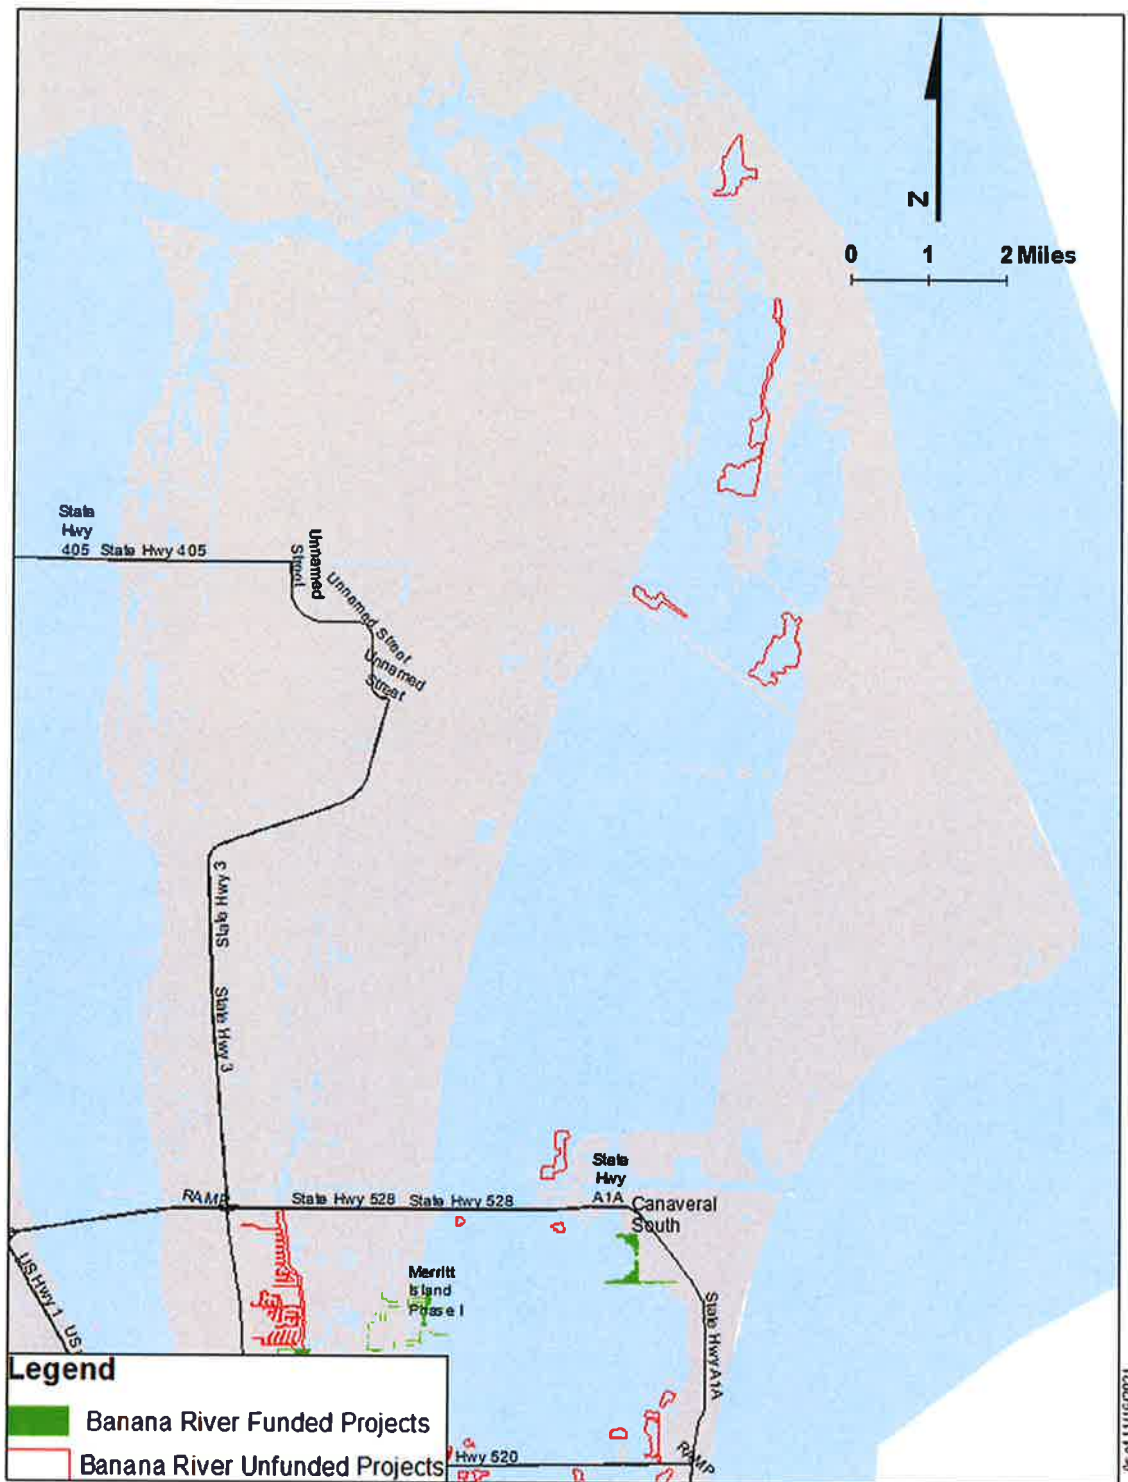 N
0 1 2 Miles
State
Hwy
405 State Hwy 405
Unnamed
Street
Unnamed Street
Unnamed
Street
State Hwy 3
State Hwy 3
RAMP
State Hwy 528 State Hwy 528
State
Hwy
A1A
Canaveral
South
US Hwy 1 US
Merritt
Island
Phase I
State Hwy A1A
Hwy 520
RAMP
Legend
Banana River Funded Projects
Banana River Unfunded Projects